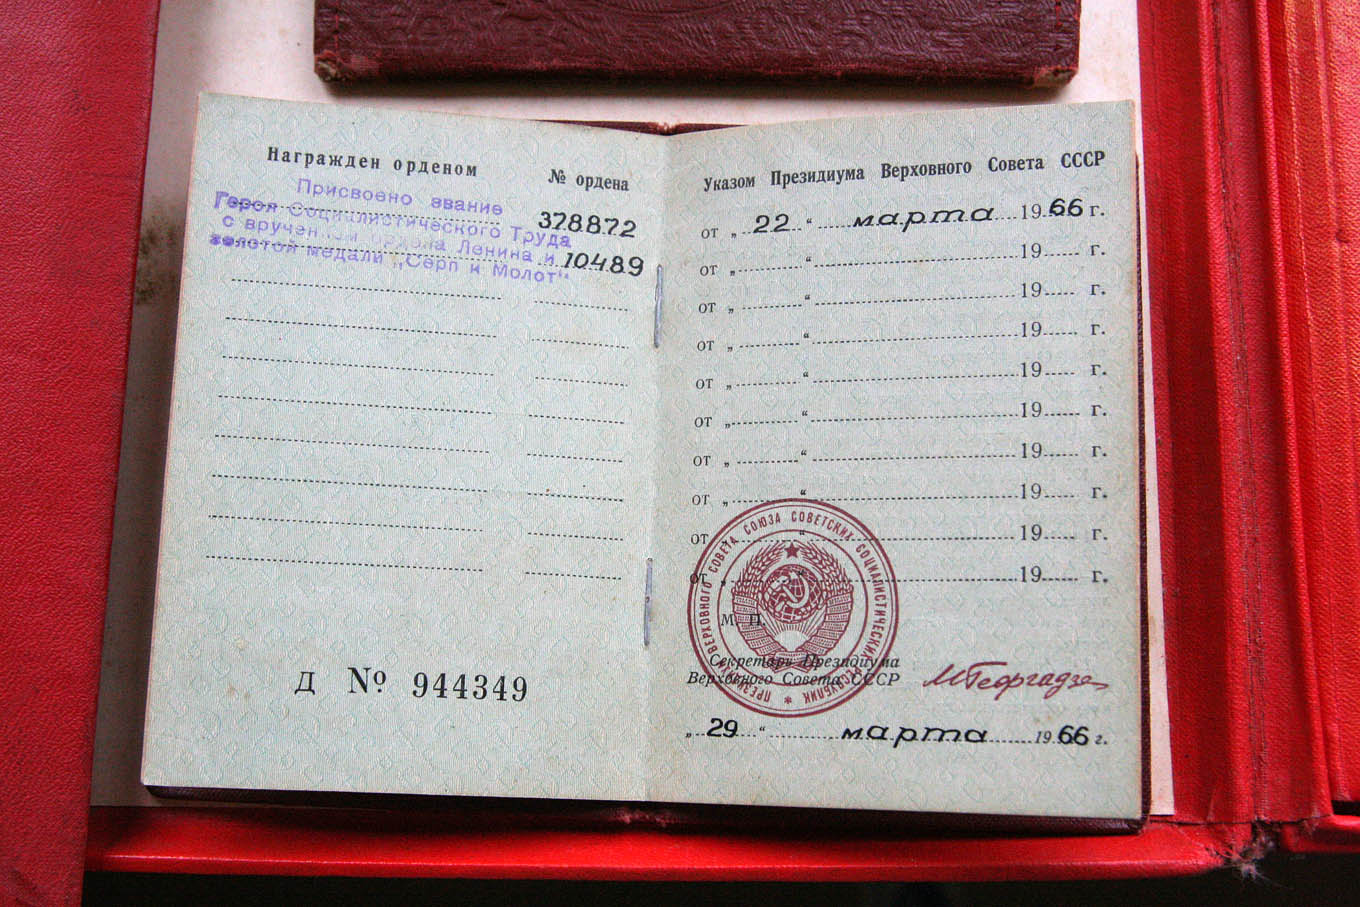 Награжден орденом № ордена
Присвоено звание
Героя Социалистического Труда 378872
с вручением ордена Ленина и
золотой медали „Серп и Молот“ 10489
Д № 944349
Указом Президиума Верховного Совета СССР
от „ 22 “ марта 1966 г.
от „ “ 19 г.
от „ “ 19 г.
от „ “ 19 г.
от „ “ 19 г.
от „ “ 19 г.
от „ “ 19 г.
от „ “ 19 г.
от „ “ 19 г.
от „ “ 19 г.
ПРЕЗИДИУМ ВЕРХОВНОГО СОВЕТА СОЮЗА СОВЕТСКИХ СОЦИАЛИСТИЧЕСКИХ РЕСПУБЛИК *
М. П.
Секретарь Президиума
Верховного Совета СССР МГеоргадзе
„ 29 “ марта 1966 г.